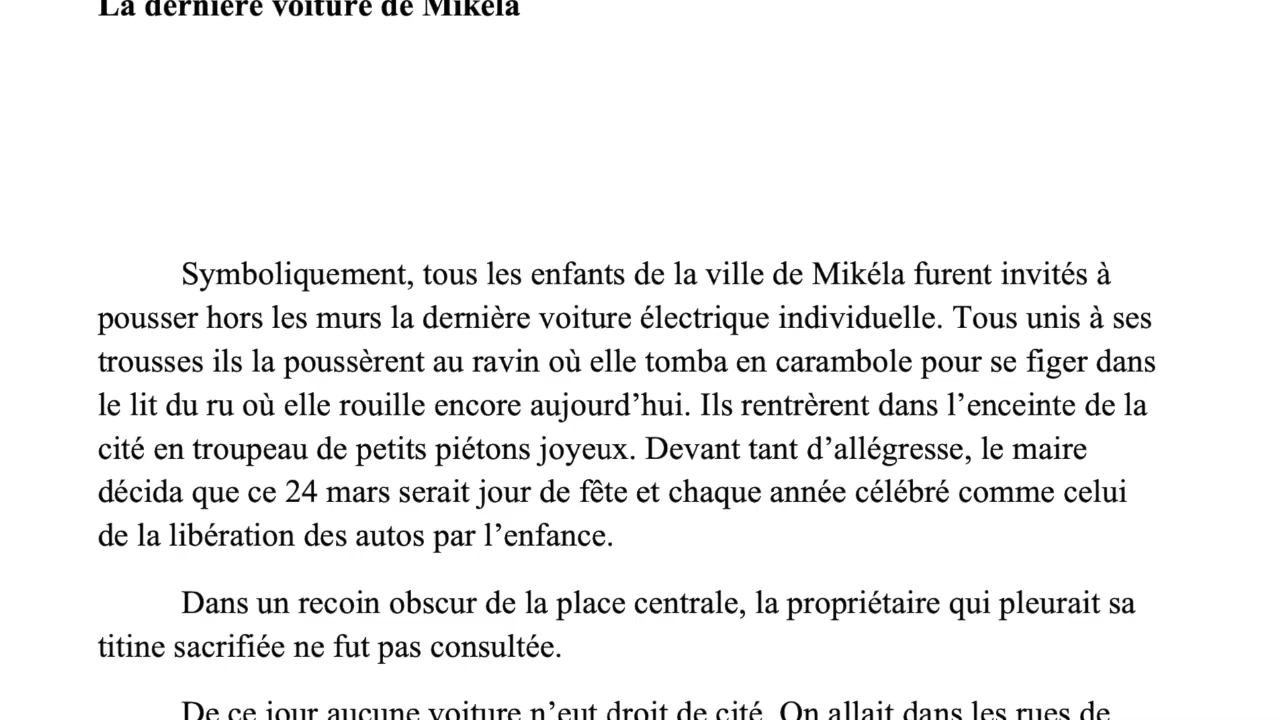 La dernière voiture de Mikéla
Symboliquement, tous les enfants de la ville de Mikéla furent invités à
pousser hors les murs la dernière voiture électrique individuelle. Tous unis à ses
trousses ils la poussèrent au ravin où elle tomba en carambole pour se figer dans
le lit du ru où elle rouille encore aujourd’hui. Ils rentrèrent dans l’enceinte de la
cité en troupeau de petits piétons joyeux. Devant tant d’allégresse, le maire
décida que ce 24 mars serait jour de fête et chaque année célébré comme celui
de la libération des autos par l’enfance.
Dans un recoin obscur de la place centrale, la propriétaire qui pleurait sa
titine sacrifiée ne fut pas consultée.
De ce jour aucune voiture n’eut droit de cité. On allait dans les rues de